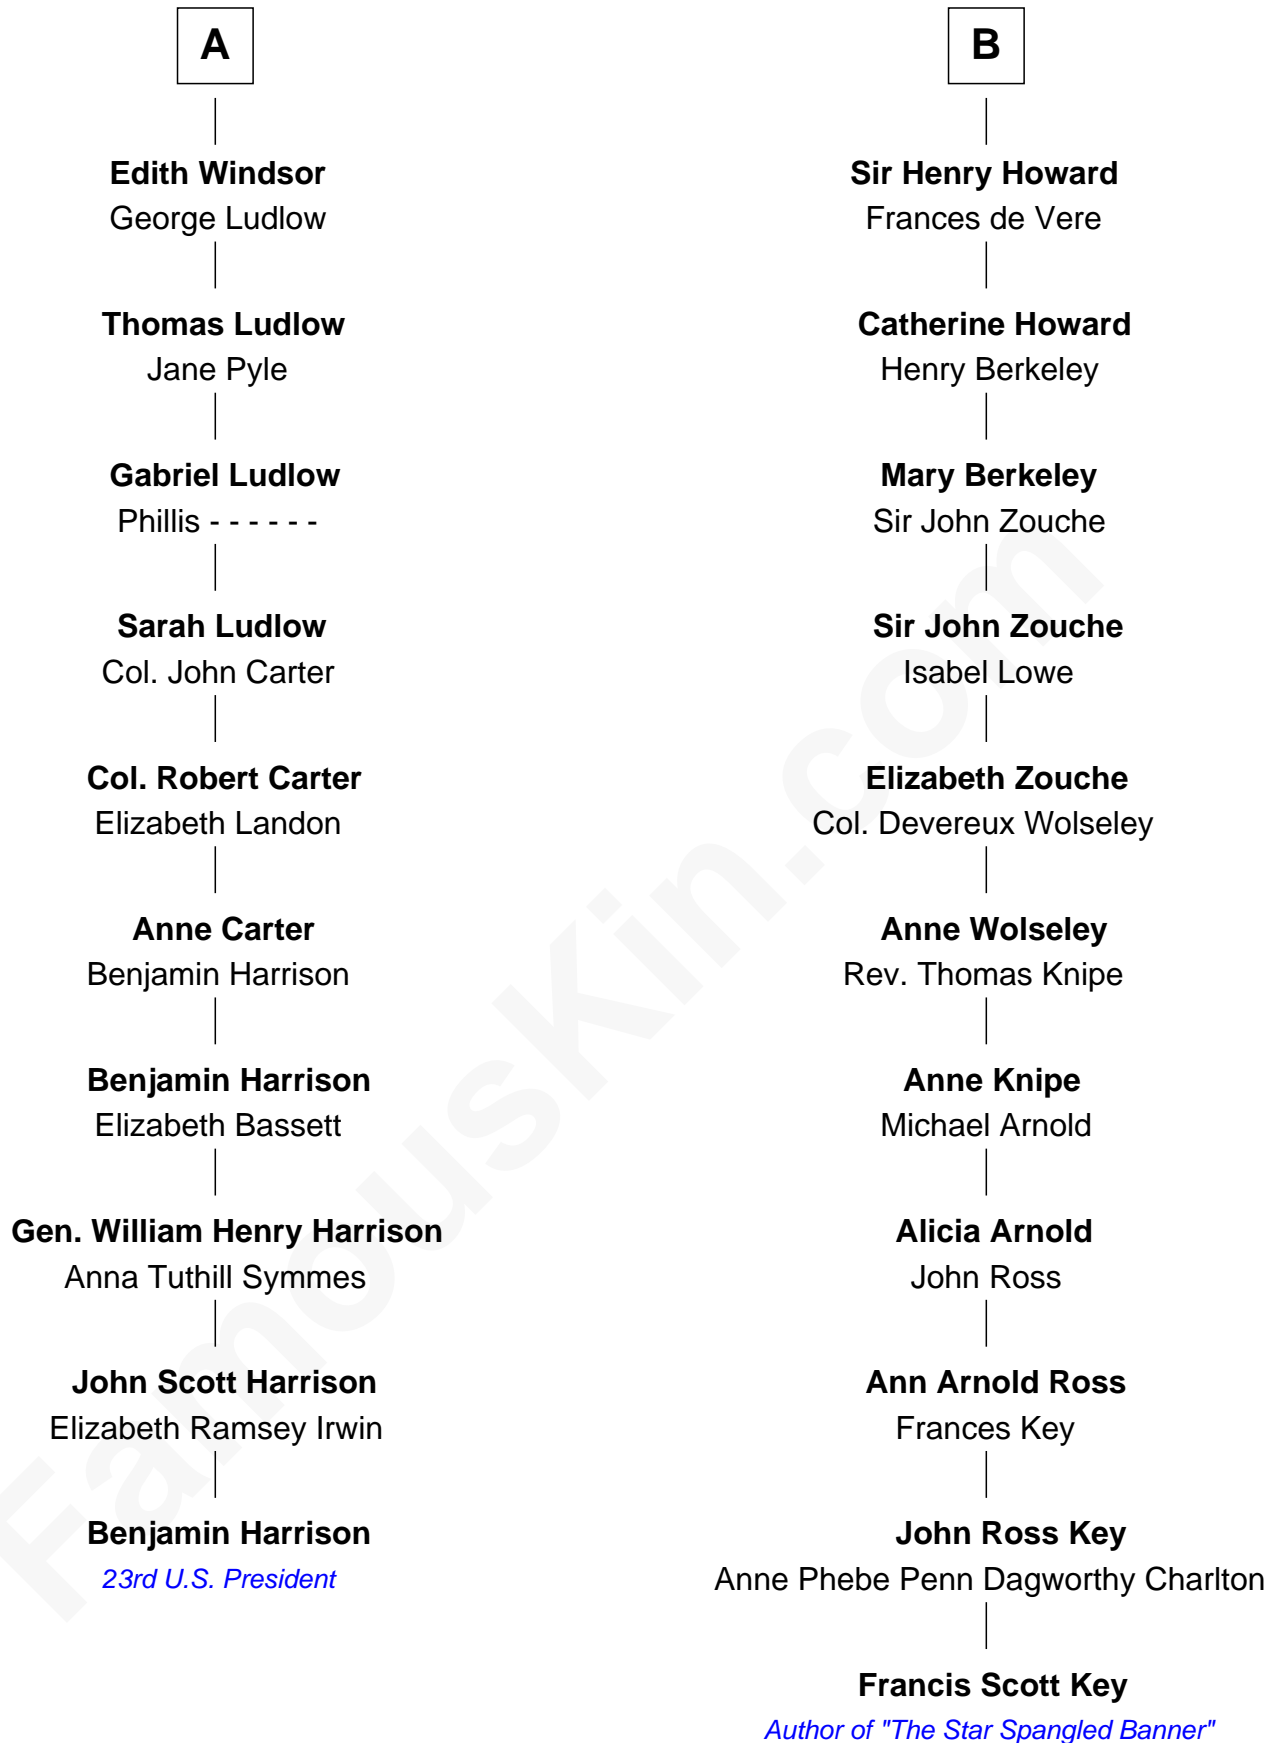 A
Edith Windsor
George Ludlow
Thomas Ludlow
Jane Pyle
Gabriel Ludlow
Phillis - - - - - -
Sarah Ludlow
Col. John Carter
Col. Robert Carter
Elizabeth Landon
Anne Carter
Benjamin Harrison
Benjamin Harrison
Elizabeth Bassett
Gen. William Henry Harrison
Anna Tuthill Symmes
John Scott Harrison
Elizabeth Ramsey Irwin
Benjamin Harrison
23rd U.S. President
B
Sir Henry Howard
Frances de Vere
Catherine Howard
Henry Berkeley
Mary Berkeley
Sir John Zouche
Sir John Zouche
Isabel Lowe
Elizabeth Zouche
Col. Devereux Wolseley
Anne Wolseley
Rev. Thomas Knipe
Anne Knipe
Michael Arnold
Alicia Arnold
John Ross
Ann Arnold Ross
Frances Key
John Ross Key
Anne Phebe Penn Dagworthy Charlton
Francis Scott Key
Author of "The Star Spangled Banner"
FamousKin.com